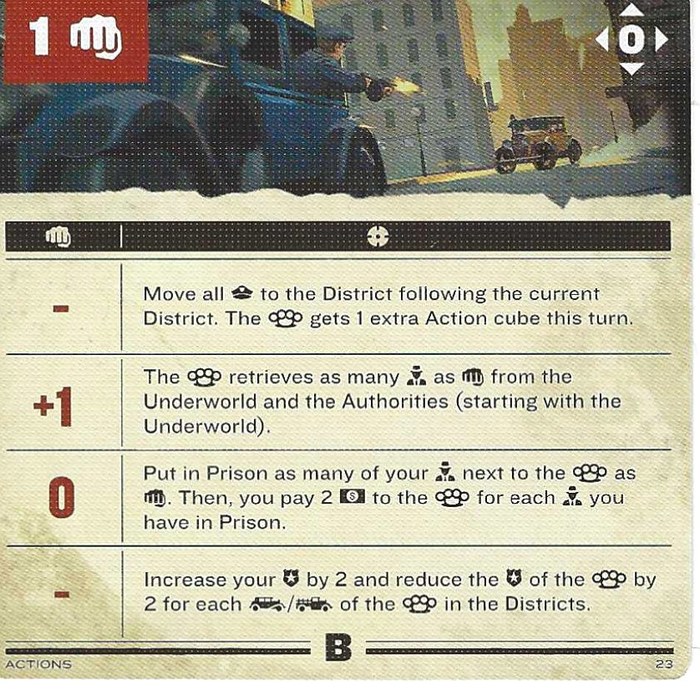 1
0
-
Move all to the District following the current
District. The gets 1 extra Action cube this turn.
+1
The retrieves as many as from the
Underworld and the Authorities (starting with the
Underworld).
0
Put in Prison as many of your next to the as
. Then, you pay 2 $ to the for each you
have in Prison.
-
Increase your by 2 and reduce the of the by
2 for each / of the in the Districts.
B
ACTIONS
23